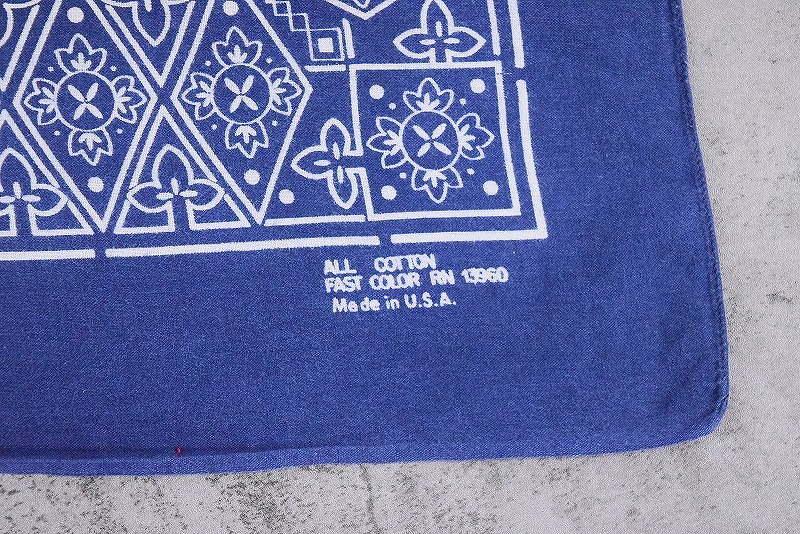 ALL COTTON
FAST COLOR RN 13960
Made in U.S.A.